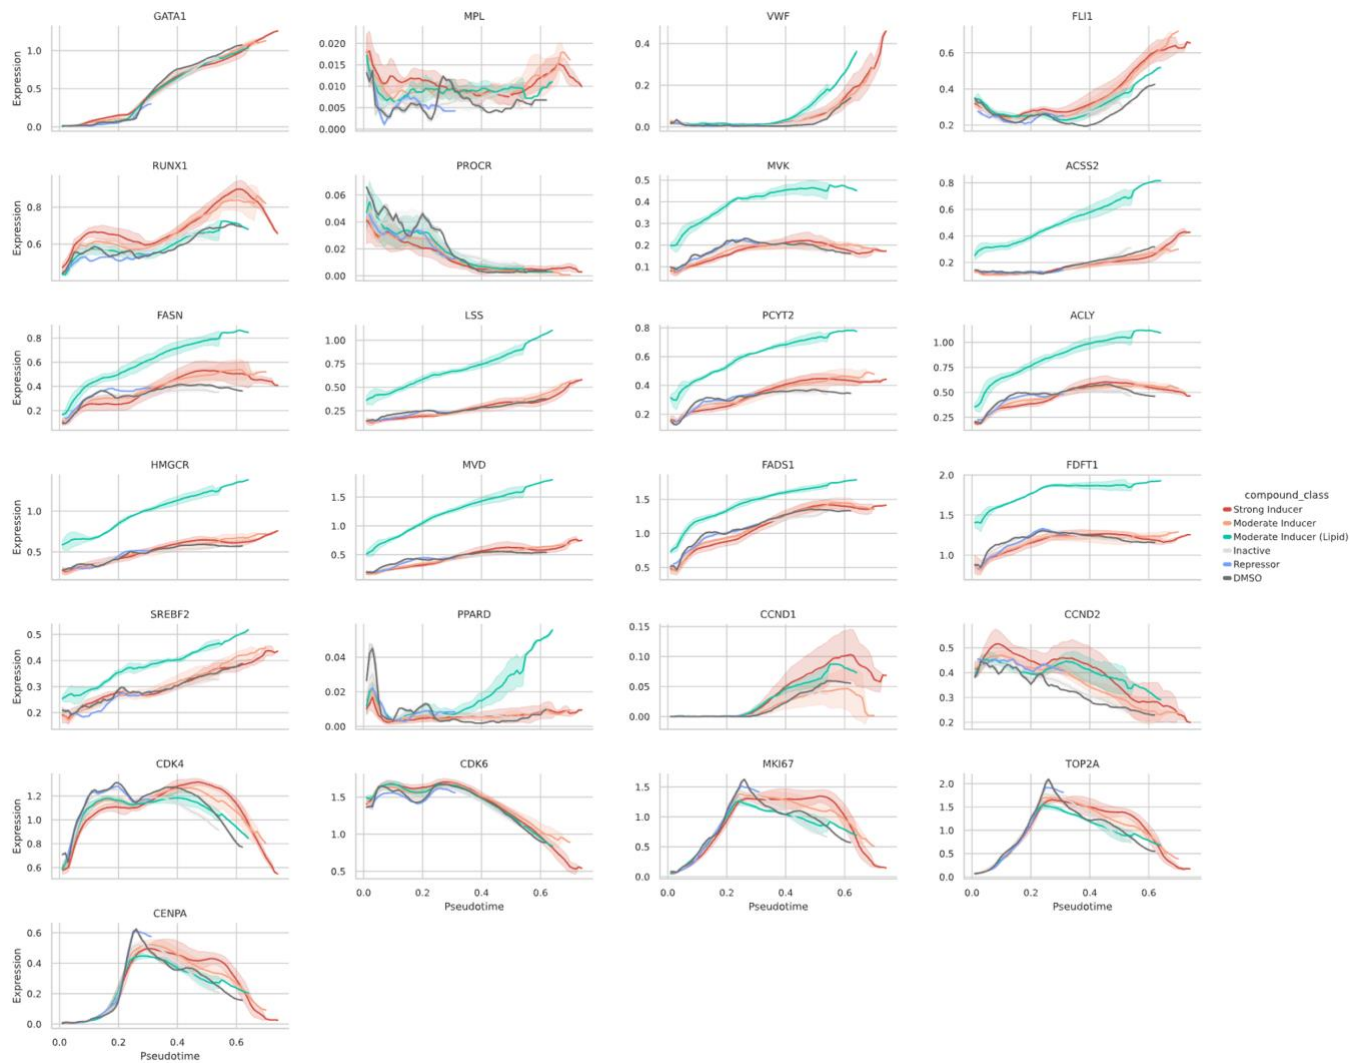 GATA1
MPL
VWF
FLI1
Expression
1.0
0.5
0.0
0.020
0.015
0.010
0.005
0.000
0.4
0.2
0.0
0.6
0.4
0.2
RUNX1
PROCR
MVK
ACSS2
Expression
0.8
0.6
0.06
0.04
0.02
0.00
0.5
0.4
0.3
0.2
0.1
0.8
0.6
0.4
0.2
FASN
LSS
PCYT2
ACLY
Expression
0.8
0.6
0.4
0.2
1.00
0.75
0.50
0.25
0.8
0.6
0.4
0.2
1.00
0.75
0.50
0.25
HMGCR
MVD
FADS1
FDFT1
Expression
1.0
0.5
1.5
1.0
0.5
1.5
1.0
0.5
2.0
1.5
1.0
compound_class
Strong Inducer
Moderate Inducer
Moderate Inducer (Lipid)
Inactive
Repressor
DMSO
SREBF2
PPARD
CCND1
CCND2
Expression
0.5
0.4
0.3
0.2
0.04
0.02
0.00
0.15
0.10
0.05
0.00
0.5
0.4
0.3
0.2
CDK4
CDK6
MKI67
TOP2A
Expression
1.2
1.0
0.8
0.6
1.5
1.0
0.5
1.5
1.0
0.5
0.0
2.0
1.5
1.0
0.5
0.0
0.0 0.2 0.4 0.6
0.0 0.2 0.4 0.6
0.0 0.2 0.4 0.6
Pseudotime
Pseudotime
Pseudotime
CENPA
Expression
0.6
0.4
0.2
0.0
0.0 0.2 0.4 0.6
Pseudotime